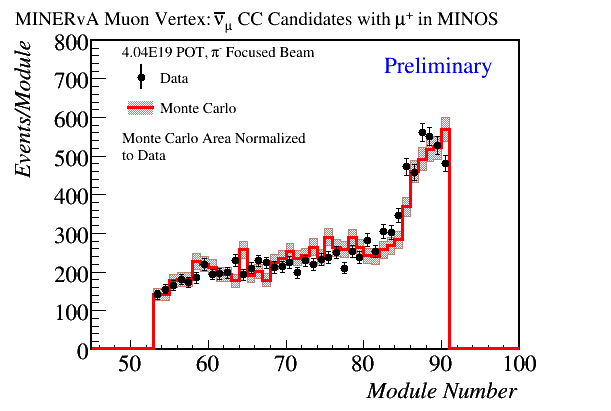 MINERvA Muon Vertex: ν̅μ CC Candidates with μ⁺ in MINOS
Events/Module
800
700
600
500
400
300
200
100
0
4.04E19 POT, π⁻ Focused Beam
Data
Monte Carlo
Monte Carlo Area Normalized
to Data
Preliminary
50 60 70 80 90 100
Module Number